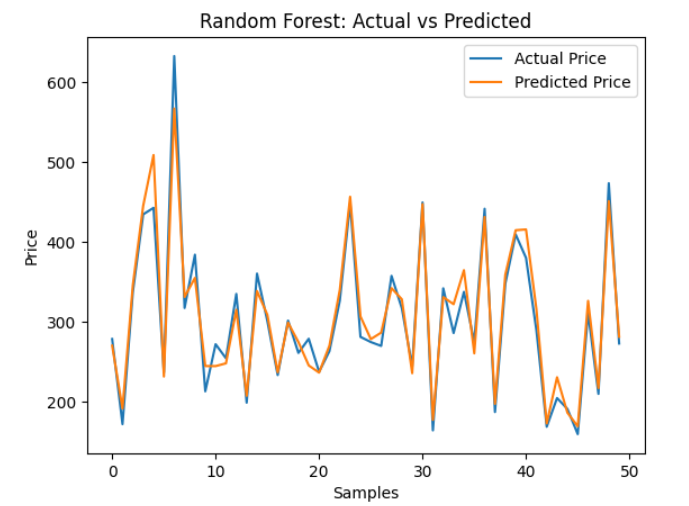 Random Forest: Actual vs Predicted
Actual Price
Predicted Price
600
500
400
300
200
Price
0 10 20 30 40 50
Samples